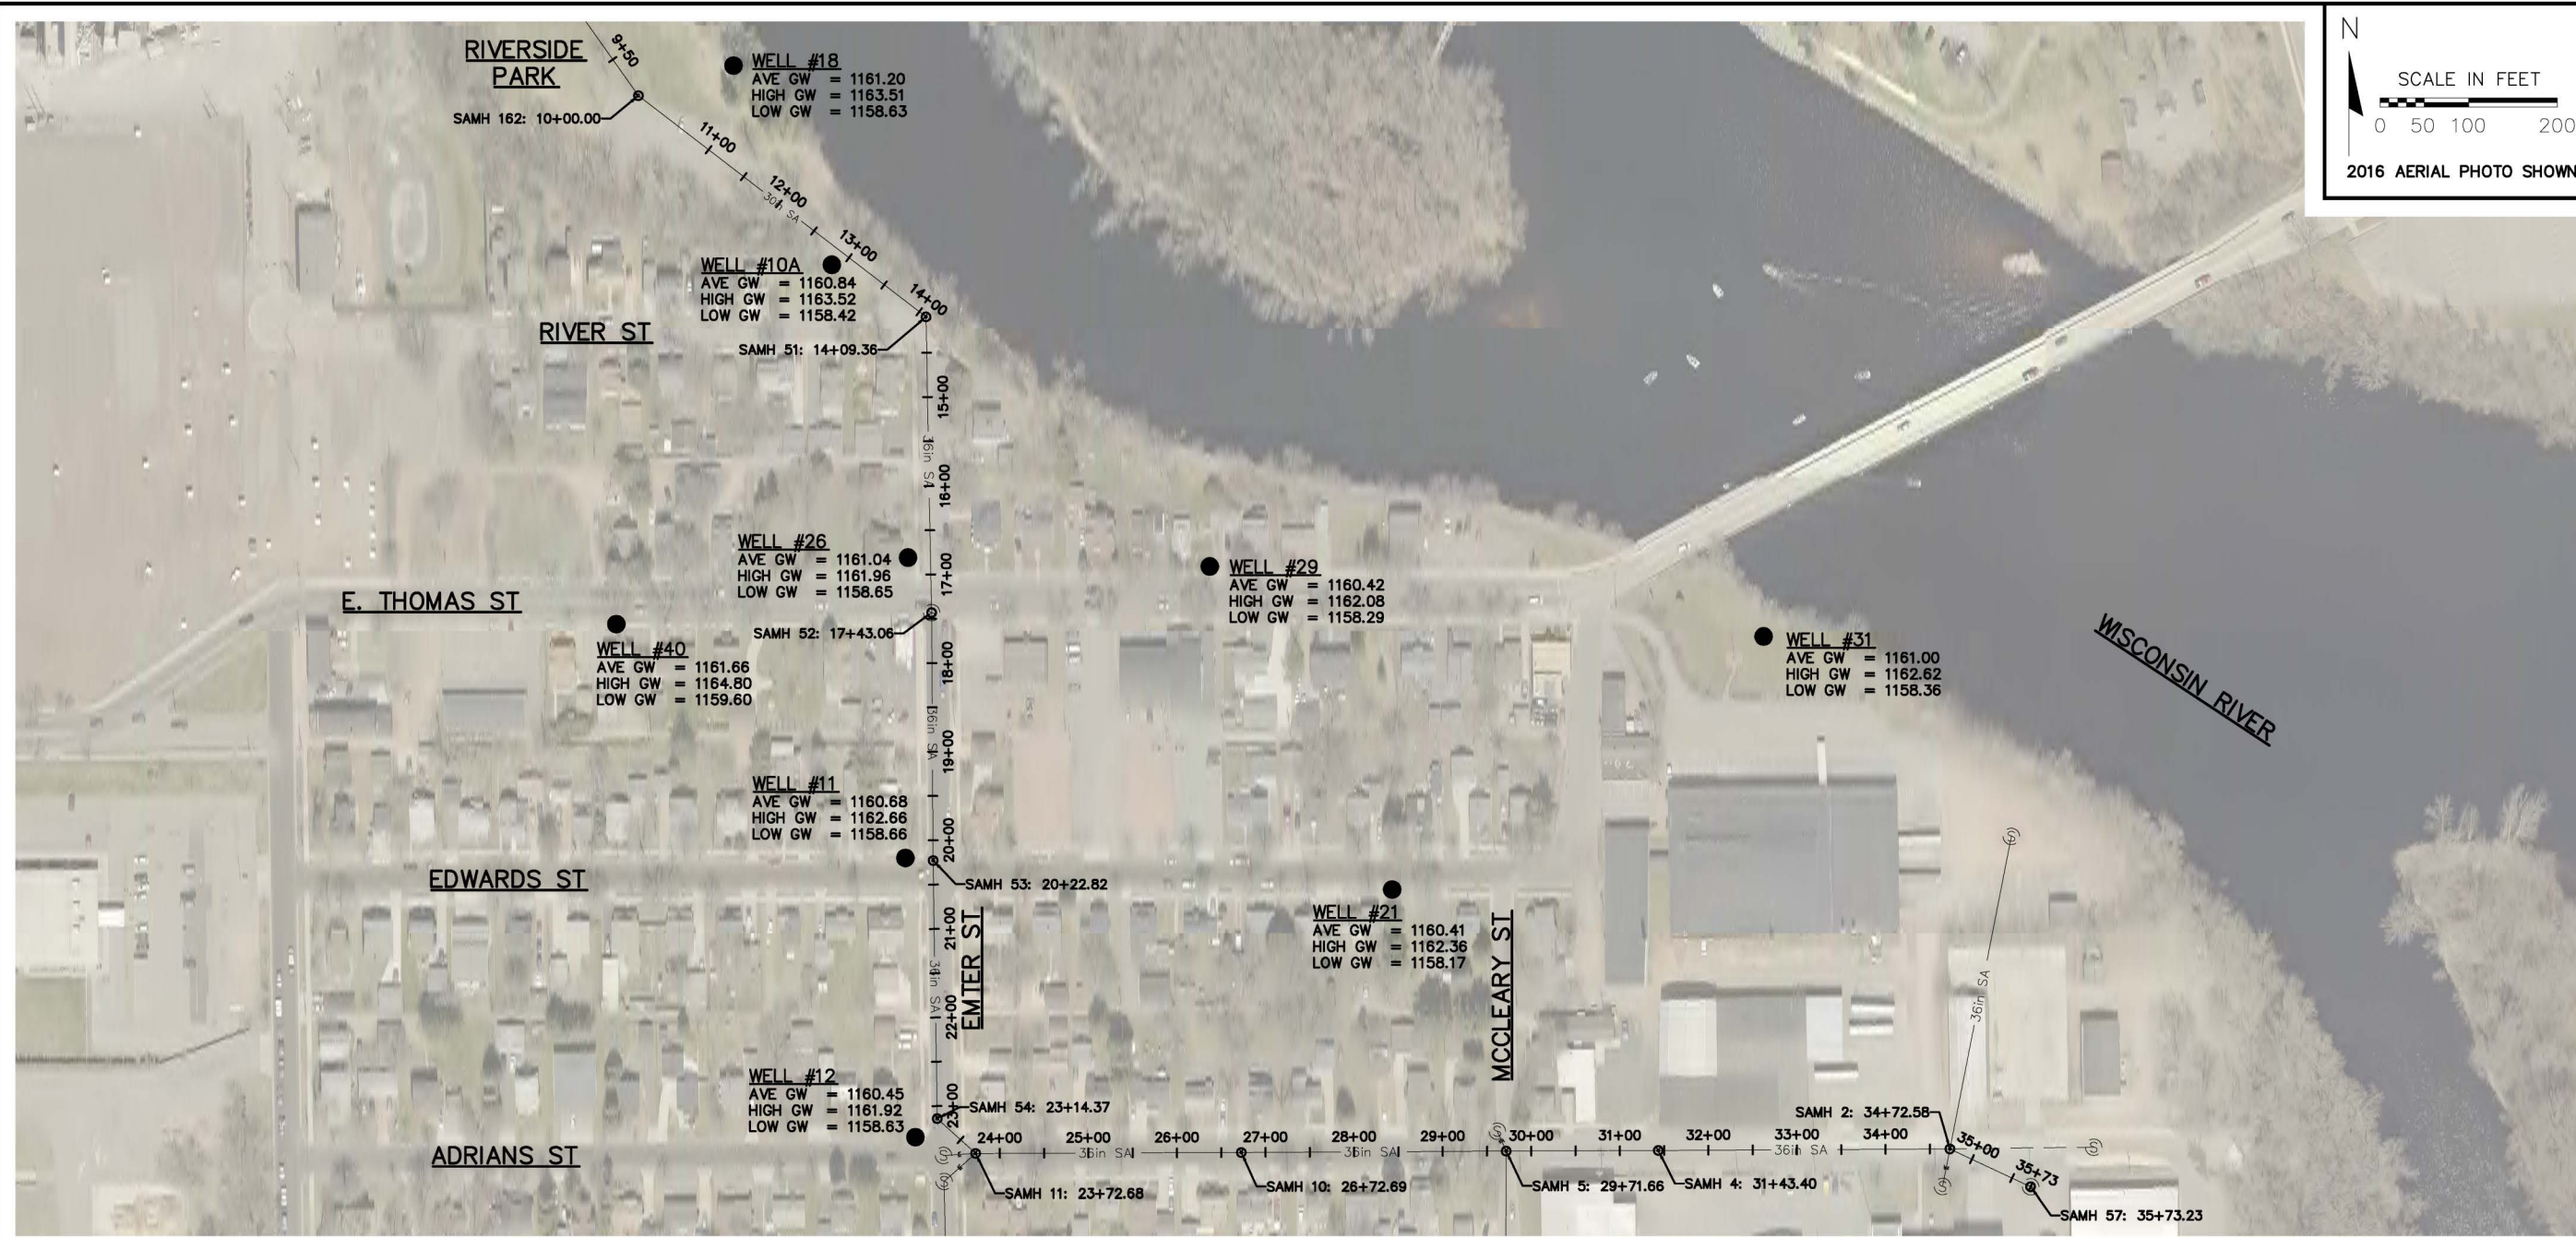 RIVERSIDE
PARK
9+50
SAMH 162: 10+00.00
WELL #18
AVE GW = 1161.20
HIGH GW = 1163.51
LOW GW = 1158.63
N
SCALE IN FEET
0 50 100 200
2016 AERIAL PHOTO SHOWN
11+00
12+00
30in SA
13+00
14+00
WELL #10A
AVE GW = 1160.84
HIGH GW = 1163.52
LOW GW = 1158.42
RIVER ST
SAMH 51: 14+09.36
15+00
36in SA
16+00
WELL #26
AVE GW = 1161.04
HIGH GW = 1161.96
LOW GW = 1158.65
17+00
WELL #29
AVE GW = 1160.42
HIGH GW = 1162.08
LOW GW = 1158.29
E. THOMAS ST
SAMH 52: 17+43.06
WELL #40
AVE GW = 1161.66
HIGH GW = 1164.80
LOW GW = 1159.60
18+00
WELL #31
AVE GW = 1161.00
HIGH GW = 1162.62
LOW GW = 1158.36
WISCONSIN RIVER
36in SA
19+00
WELL #11
AVE GW = 1160.68
HIGH GW = 1162.66
LOW GW = 1158.66
20+00
(S)
EDWARDS ST
SAMH 53: 20+22.82
21+00
EMTER ST
WELL #21
AVE GW = 1160.41
HIGH GW = 1162.36
LOW GW = 1158.17
MCCLEARY ST
36in SA
36in SA
22+00
WELL #12
AVE GW = 1160.45
HIGH GW = 1161.92
LOW GW = 1158.63
23+00
SAMH 54: 23+14.37
SAMH 2: 34+72.58
ADRIANS ST
24+00
25+00
26+00
27+00
28+00
29+00
(S)
30+00
31+00
32+00
33+00
34+00
35+00
35+73
36in SA
36in SA
36in SA
(S)
(S)
(S)
(S)
SAMH 11: 23+72.68
SAMH 10: 26+72.69
SAMH 5: 29+71.66
SAMH 4: 31+43.40
SAMH 57: 35+73.23